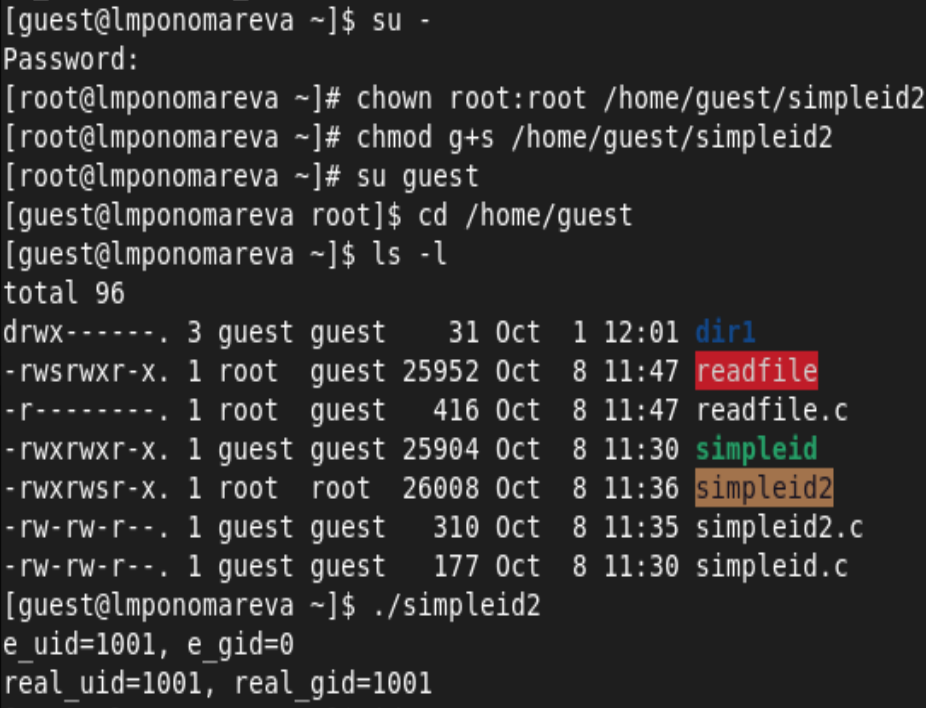 [guest@lmponomareva ~]$ su -
Password:
[root@lmponomareva ~]# chown root:root /home/guest/simpleid2
[root@lmponomareva ~]# chmod g+s /home/guest/simpleid2
[root@lmponomareva ~]# su guest
[guest@lmponomareva root]$ cd /home/guest
[guest@lmponomareva ~]$ ls -l
total 96
drwx------. 3 guest guest    31 Oct  1 12:01 dir1
-rwsrwxr-x. 1 root  guest 25952 Oct  8 11:47 readfile
-r--------. 1 root  guest   416 Oct  8 11:47 readfile.c
-rwxrwxr-x. 1 guest guest 25904 Oct  8 11:30 simpleid
-rwxrwsr-x. 1 root  root  26008 Oct  8 11:36 simpleid2
-rw-rw-r--. 1 guest guest   310 Oct  8 11:35 simpleid2.c
-rw-rw-r--. 1 guest guest   177 Oct  8 11:30 simpleid.c
[guest@lmponomareva ~]$ ./simpleid2
e_uid=1001, e_gid=0
real_uid=1001, real_gid=1001